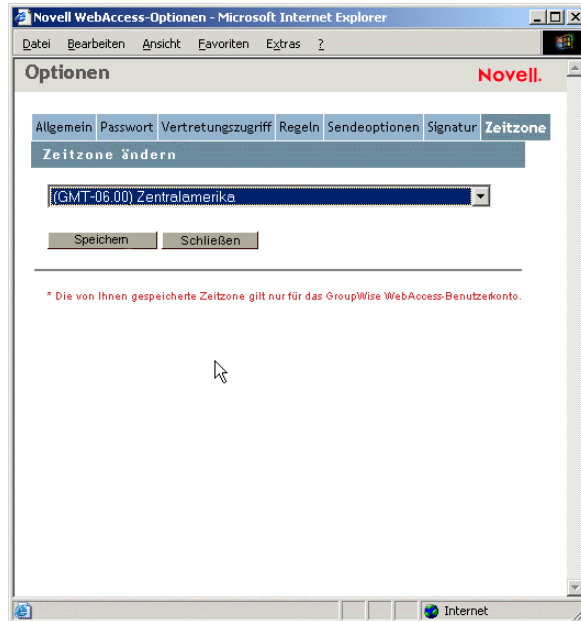 Novell WebAccess-Optionen - Microsoft Internet Explorer
Datei Bearbeiten Ansicht Favoriten Extras ?
Optionen Novell.
Allgemein Passwort Vertretungszugriff Regeln Sendeoptionen Signatur Zeitzone
Zeitzone ändern
(GMT-06.00) Zentralamerika
Speichern Schließen
* Die von Ihnen gespeicherte Zeitzone gilt nur für das GroupWise WebAccess-Benutzerkonto.
Internet